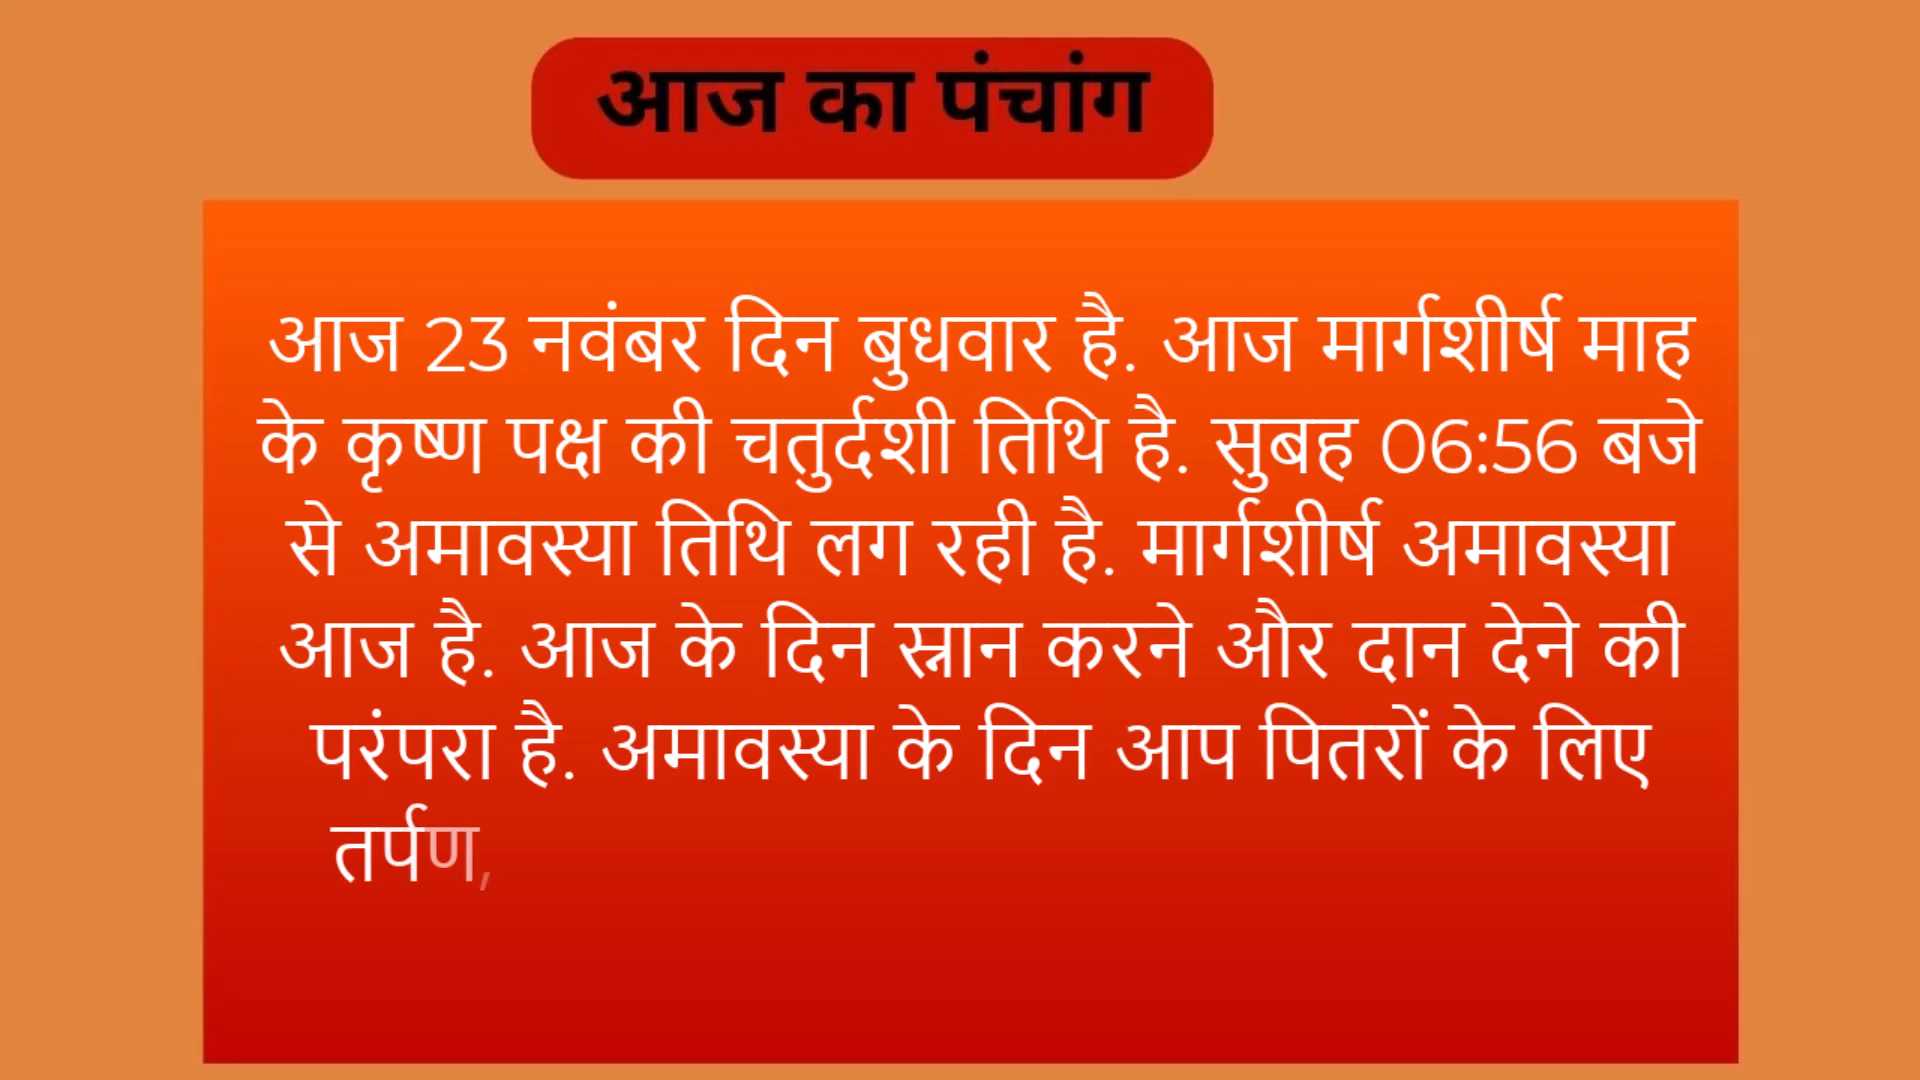 आज का पंचांग
आज 23 नवंबर दिन बुधवार है. आज मार्गशीर्ष माह
के कृष्ण पक्ष की चतुर्दशी तिथि है. सुबह 06:56 बजे
से अमावस्या तिथि लग रही है. मार्गशीर्ष अमावस्या
आज है. आज के दिन स्नान करने और दान देने की
परंपरा है. अमावस्या के दिन आप पितरों के लिए
तर्पण,